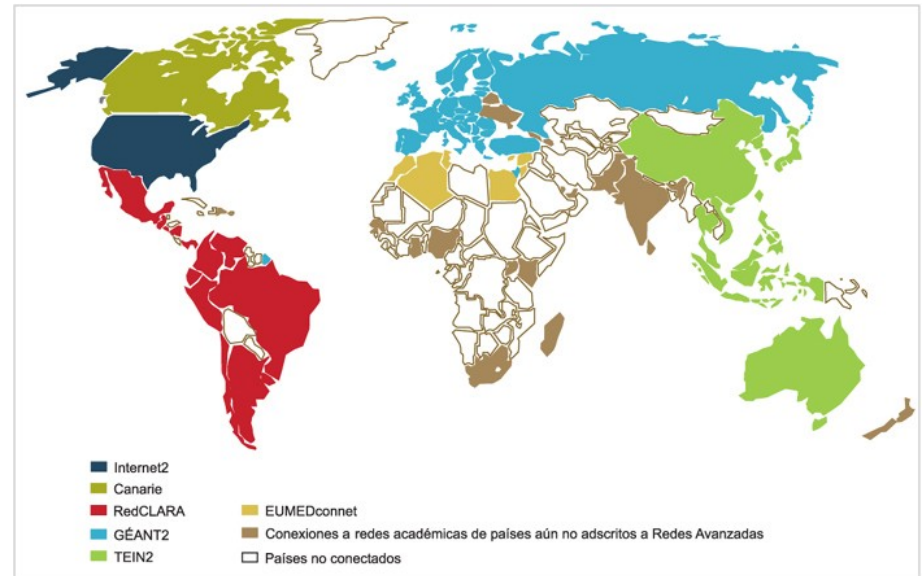 Internet2
Canarie
RedCLARA
GÉANT2
TEIN2
EUMEDconnet
Conexiones a redes académicas de países aún no adscritos a Redes Avanzadas
Países no conectados